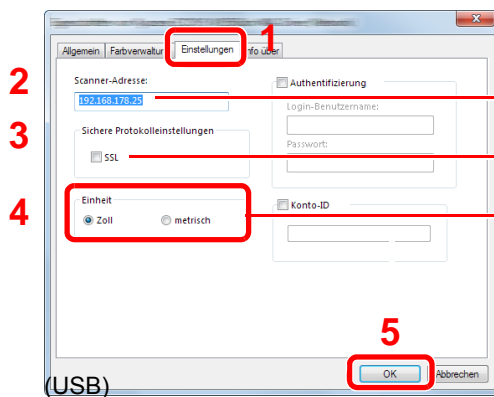 1
Allgemein Farbverwaltu Einstellungen nfo über
2 Scanner-Adresse:
192.168.178.25
Authentifizierung
Login-Benutzername:
3 Sichere Protokolleinstellungen
SSL
Passwort:
4 Einheit
Zoll metrisch
Konto-ID
5
OK Abbrechen
(USB)